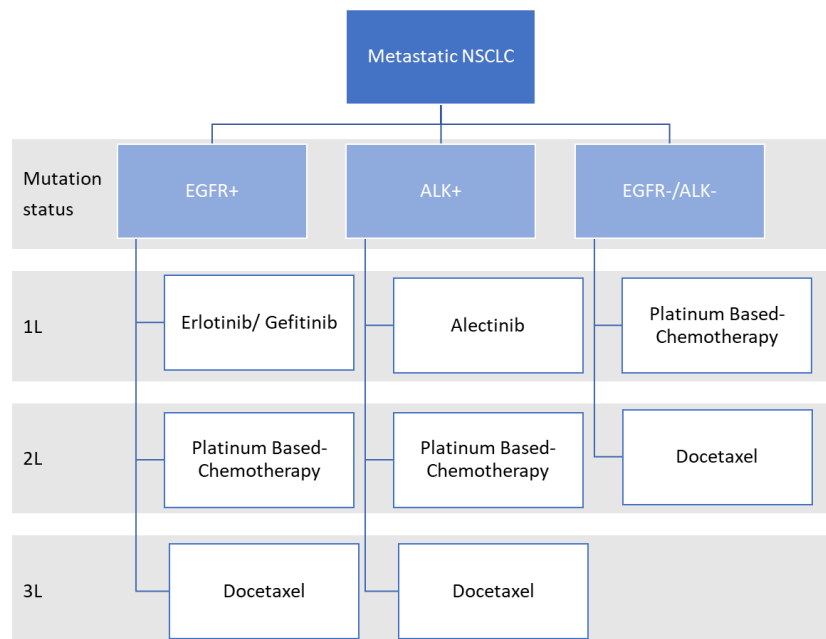 Metastatic NSCLC
Mutation
status
EGFR+
ALK+
EGFR-/ALK-
1L
Erlotinib/ Gefitinib
Alectinib
Platinum Based-
Chemotherapy
2L
Platinum Based-
Chemotherapy
Platinum Based-
Chemotherapy
Docetaxel
3L
Docetaxel
Docetaxel